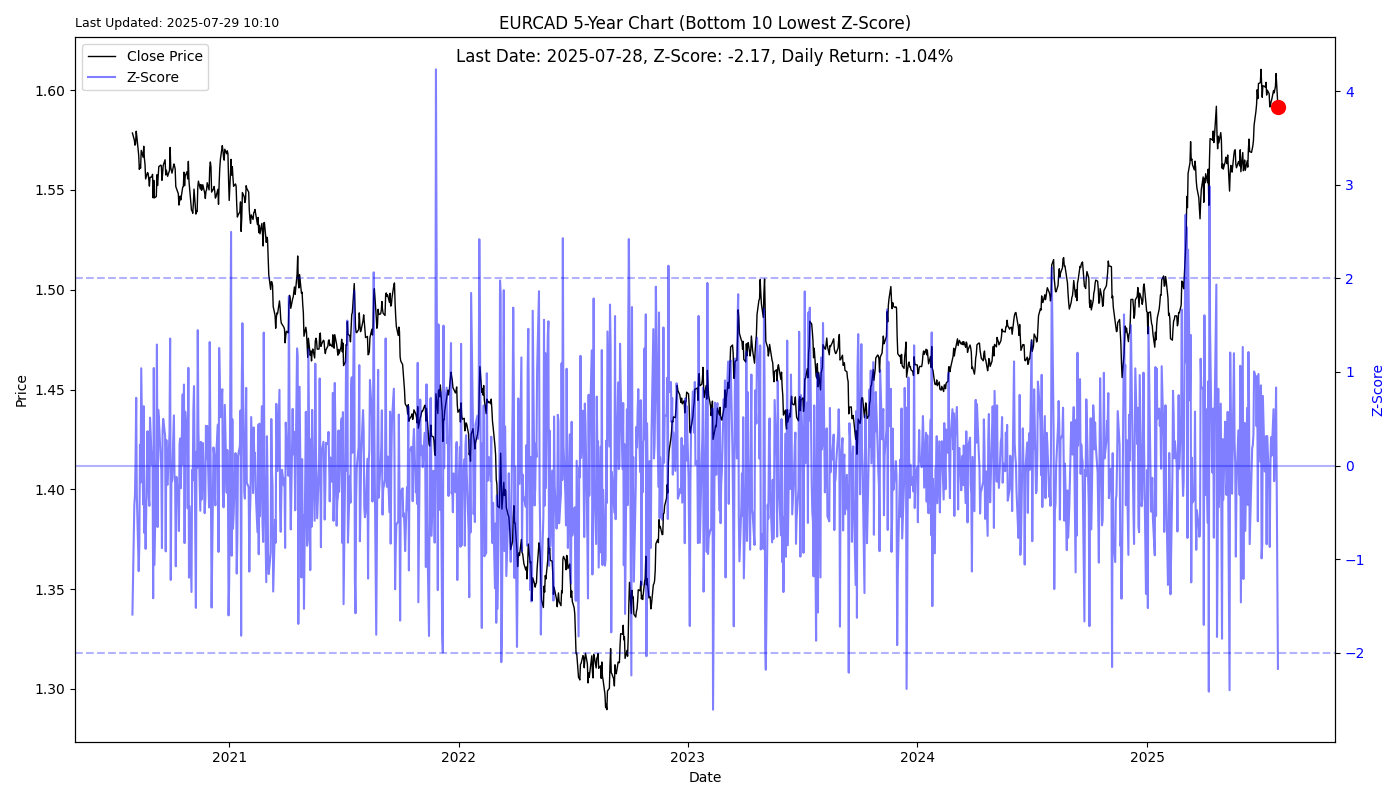 Last Updated: 2025-07-29 10:10
EURCAD 5-Year Chart (Bottom 10 Lowest Z-Score)
Last Date: 2025-07-28, Z-Score: -2.17, Daily Return: -1.04%
Close Price
Z-Score
Price
1.60
1.55
1.50
1.45
1.40
1.35
1.30
4
3
2
1
0
−1
−2
Z-Score
2021
2022
2023
2024
2025
Date